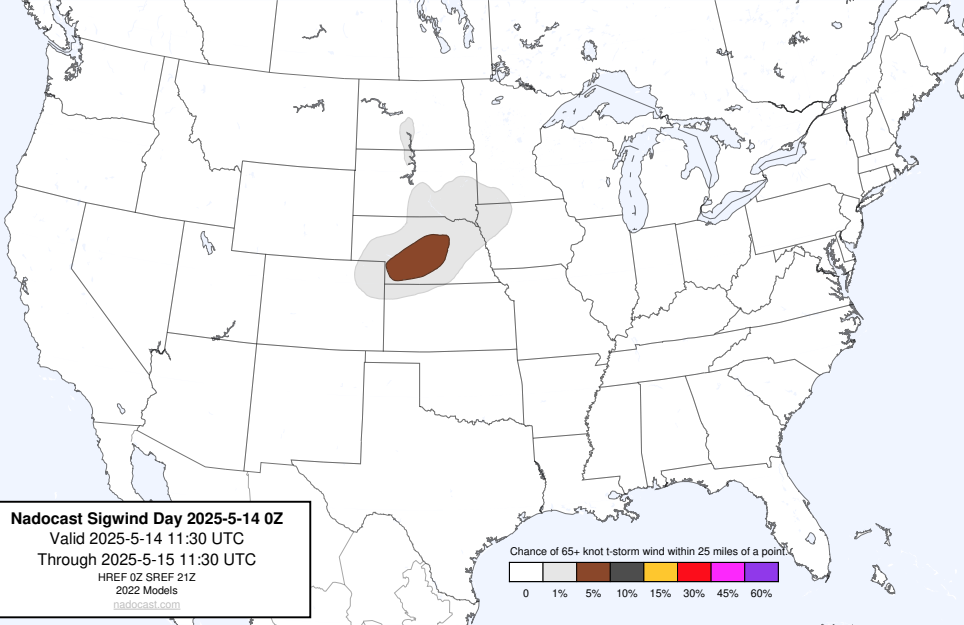 Nadocast Sigwind Day 2025-5-14 0Z
Valid 2025-5-14 11:30 UTC
Through 2025-5-15 11:30 UTC
HREF 0Z SREF 21Z
2022 Models
nadocast.com
Chance of 65+ knot t-storm wind within 25 miles of a point.
0 1% 5% 10% 15% 30% 45% 60%